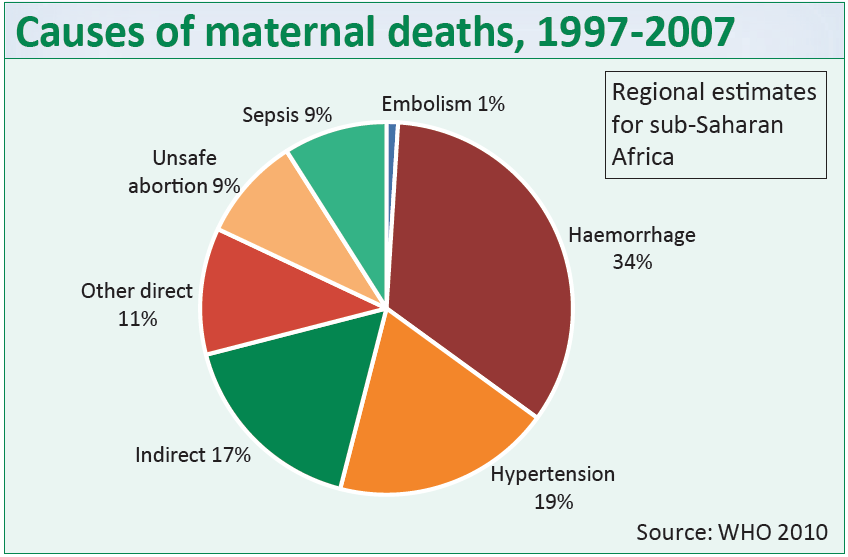 Causes of maternal deaths, 1997-2007
Regional estimates
for sub-Saharan
Africa
Embolism 1%
Sepsis 9%
Unsafe
abortion 9%
Haemorrhage
34%
Other direct
11%
Indirect 17%
Hypertension
19%
Source: WHO 2010